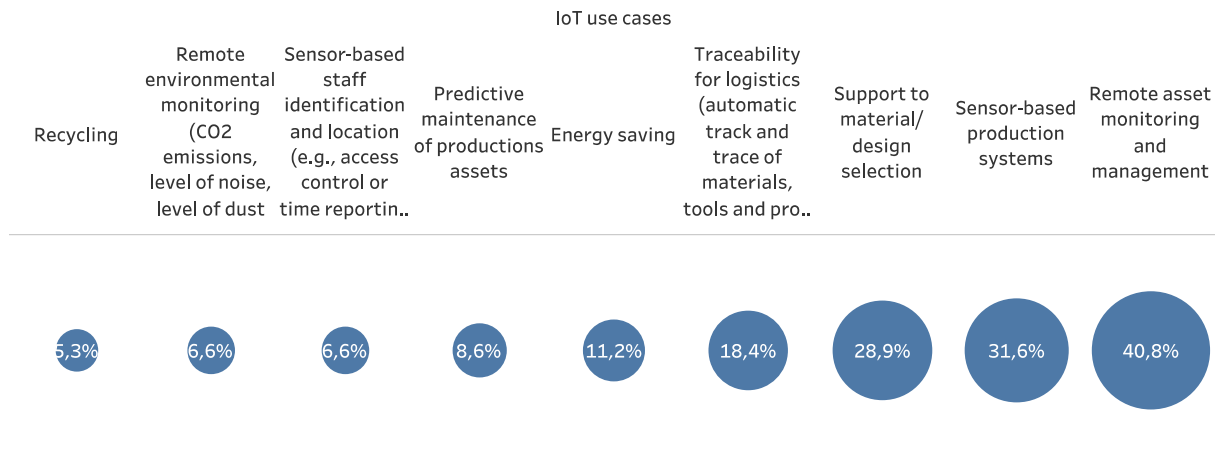 IoT use cases
Recycling
Remote
environmental
monitoring
(CO2
emissions,
level of noise,
level of dust
Sensor-based
staff
identification
and location
(e.g., access
control or
time reportin..
Predictive
maintenance
of productions
assets
Energy saving
Traceability
for logistics
(automatic
track and
trace of
materials,
tools and pro..
Support to
material/
design
selection
Sensor-based
production
systems
Remote asset
monitoring
and
management
5,3%
6,6%
6,6%
8,6%
11,2%
18,4%
28,9%
31,6%
40,8%